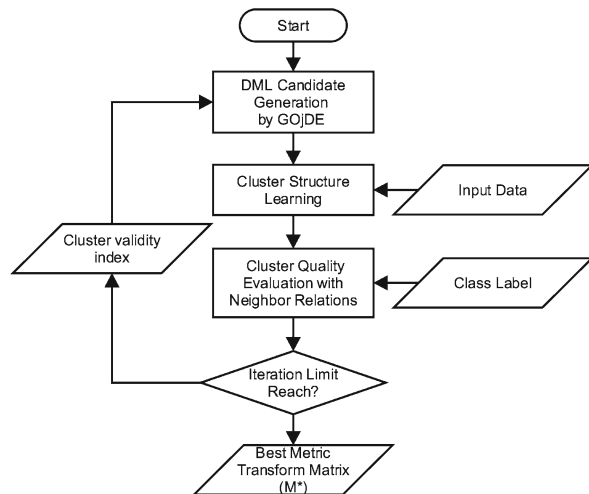 Start
DML Candidate
Generation
by GOjDE
Cluster Structure
Learning
Input Data
Cluster validity
index
Cluster Quality
Evaluation with
Neighbor Relations
Class Label
Iteration Limit
Reach?
Best Metric
Transform Matrix
(M*)